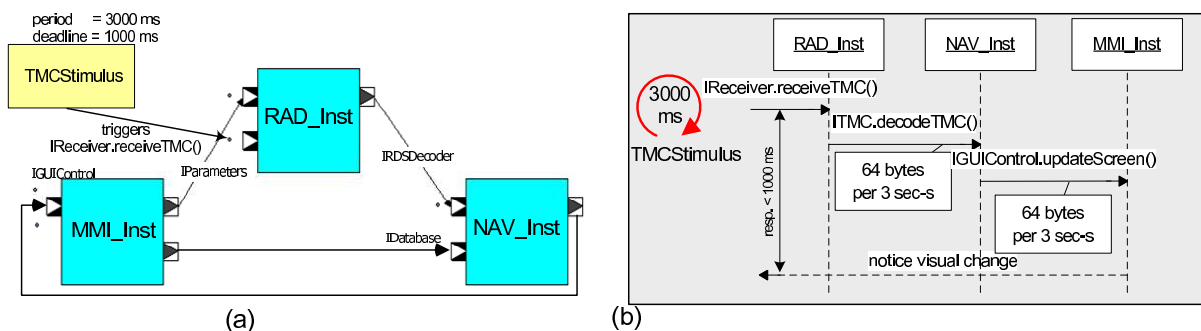 period = 3000 ms
deadline = 1000 ms
TMCStimulus
RAD_Inst
triggers
IReceiver.receiveTMC()
IParameters
IRDSDecoder
IGUIControl
MMI_Inst
NAV_Inst
IDatabase
(a)
RAD_Inst
NAV_Inst
MMI_Inst
3000
ms
TMCStimulus
IReceiver.receiveTMC()
ITMC.decodeTMC()
IGUIControl.updateScreen()
64 bytes
per 3 sec-s
64 bytes
per 3 sec-s
resp. < 1000 ms
notice visual change
(b)